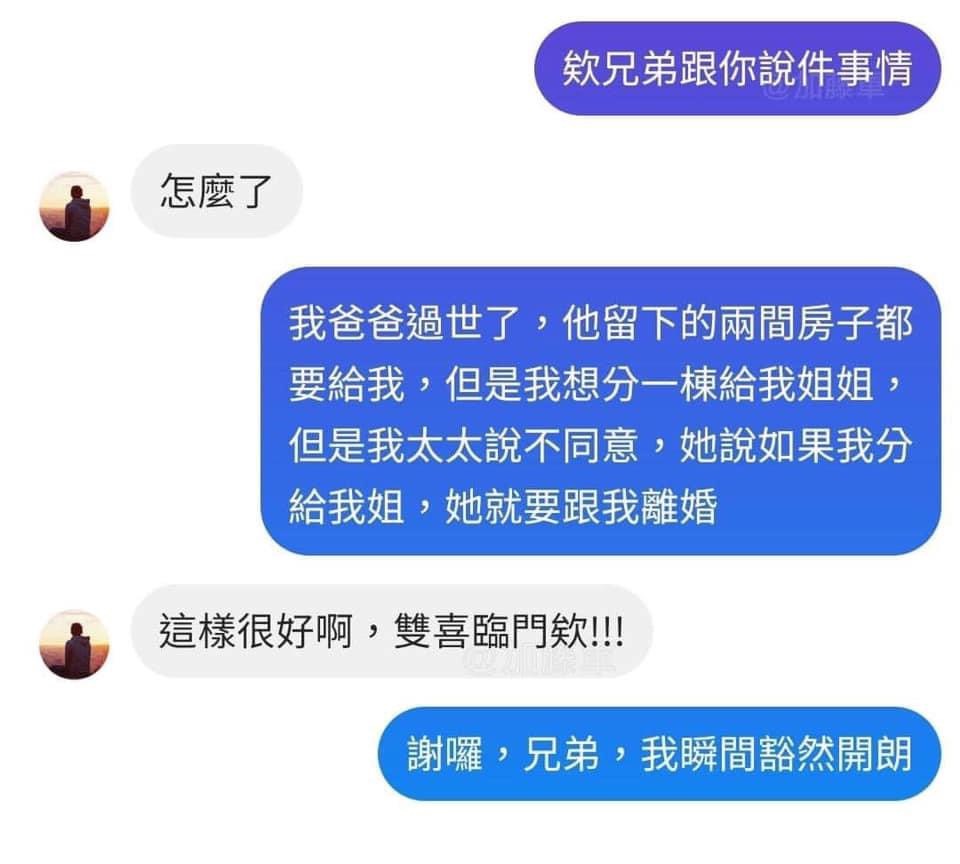 欸兄弟跟你說件事情
@加藤軍
怎麼了
我爸爸過世了，他留下的兩間房子都
要給我，但是我想分一棟給我姐姐，
但是我太太說不同意，她說如果我分
給我姐，她就要跟我離婚
這樣很好啊，雙喜臨門欸!!!
@加藤軍
謝囉，兄弟，我瞬間豁然開朗